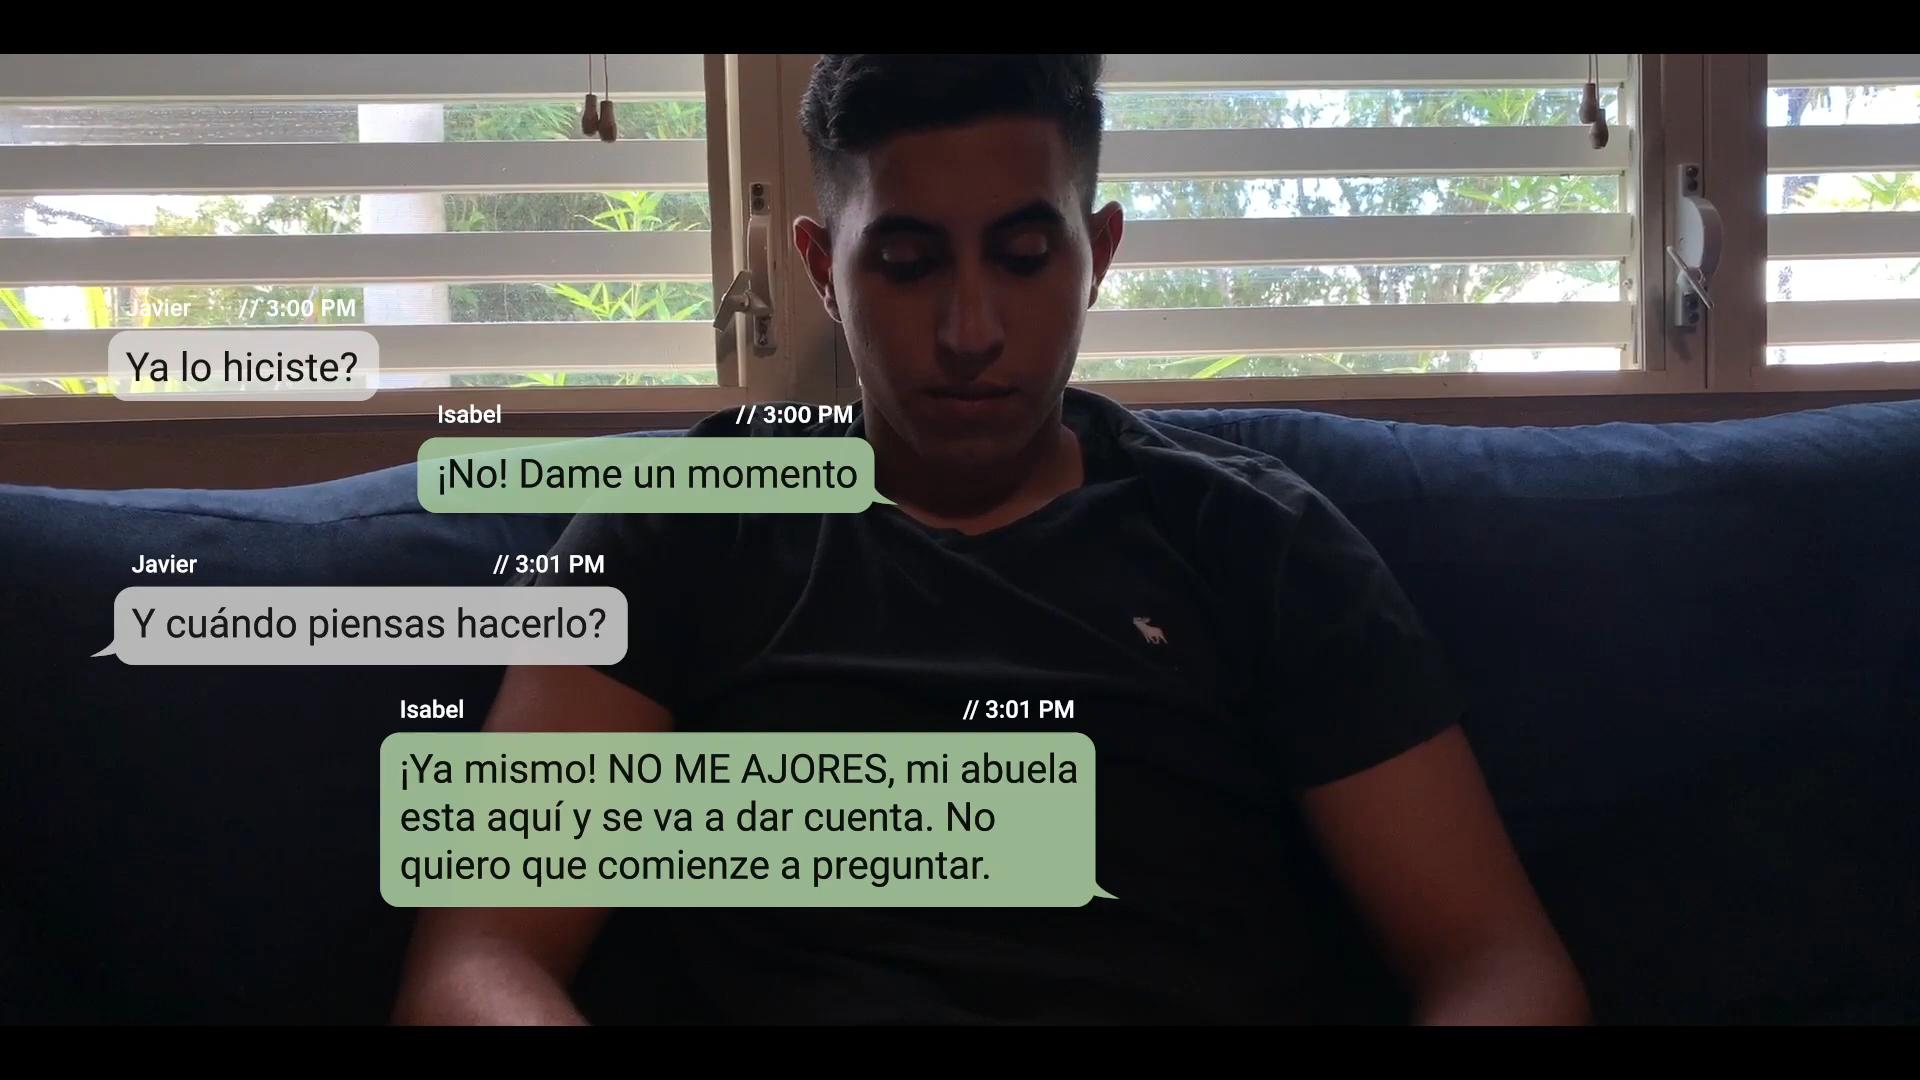 Javier // 3:00 PM
Ya lo hiciste?
Isabel // 3:00 PM
¡No! Dame un momento
Javier // 3:01 PM
Y cuándo piensas hacerlo?
Isabel // 3:01 PM
¡Ya mismo! NO ME AJORES, mi abuela
esta aquí y se va a dar cuenta. No
quiero que comienze a preguntar.